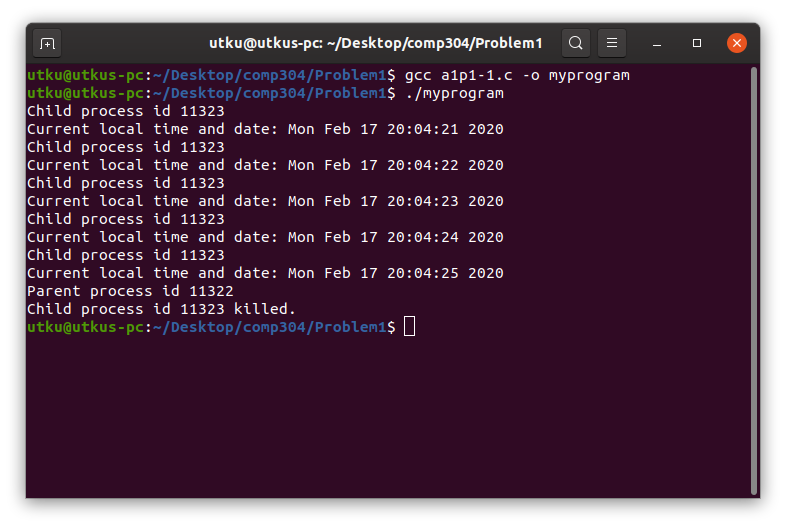 utku@utkus-pc: ~/Desktop/comp304/Problem1
utku@utkus-pc:~/Desktop/comp304/Problem1$ gcc a1p1-1.c -o myprogram
utku@utkus-pc:~/Desktop/comp304/Problem1$ ./myprogram
Child process id 11323
Current local time and date: Mon Feb 17 20:04:21 2020
Child process id 11323
Current local time and date: Mon Feb 17 20:04:22 2020
Child process id 11323
Current local time and date: Mon Feb 17 20:04:23 2020
Child process id 11323
Current local time and date: Mon Feb 17 20:04:24 2020
Child process id 11323
Current local time and date: Mon Feb 17 20:04:25 2020
Parent process id 11322
Child process id 11323 killed.
utku@utkus-pc:~/Desktop/comp304/Problem1$